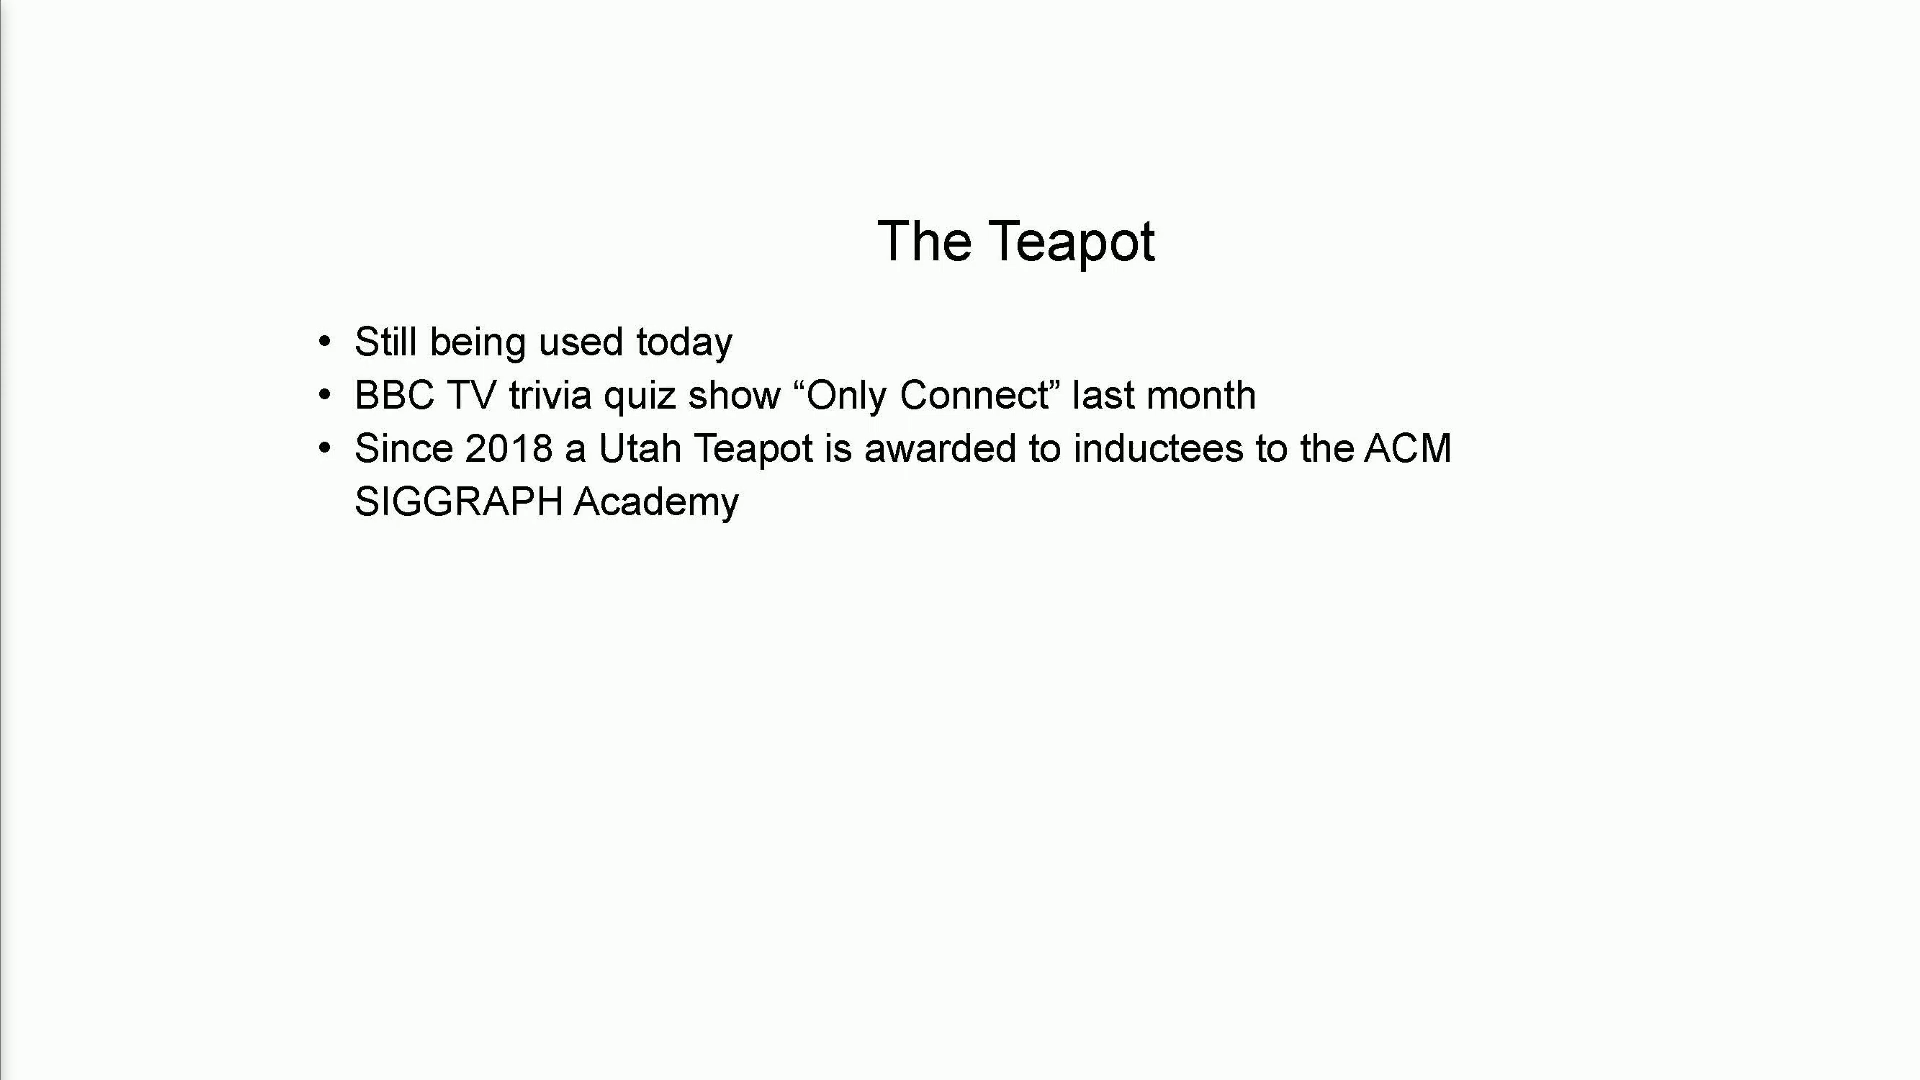 The Teapot
• Still being used today
• BBC TV trivia quiz show “Only Connect” last month
• Since 2018 a Utah Teapot is awarded to inductees to the ACM
SIGGRAPH Academy